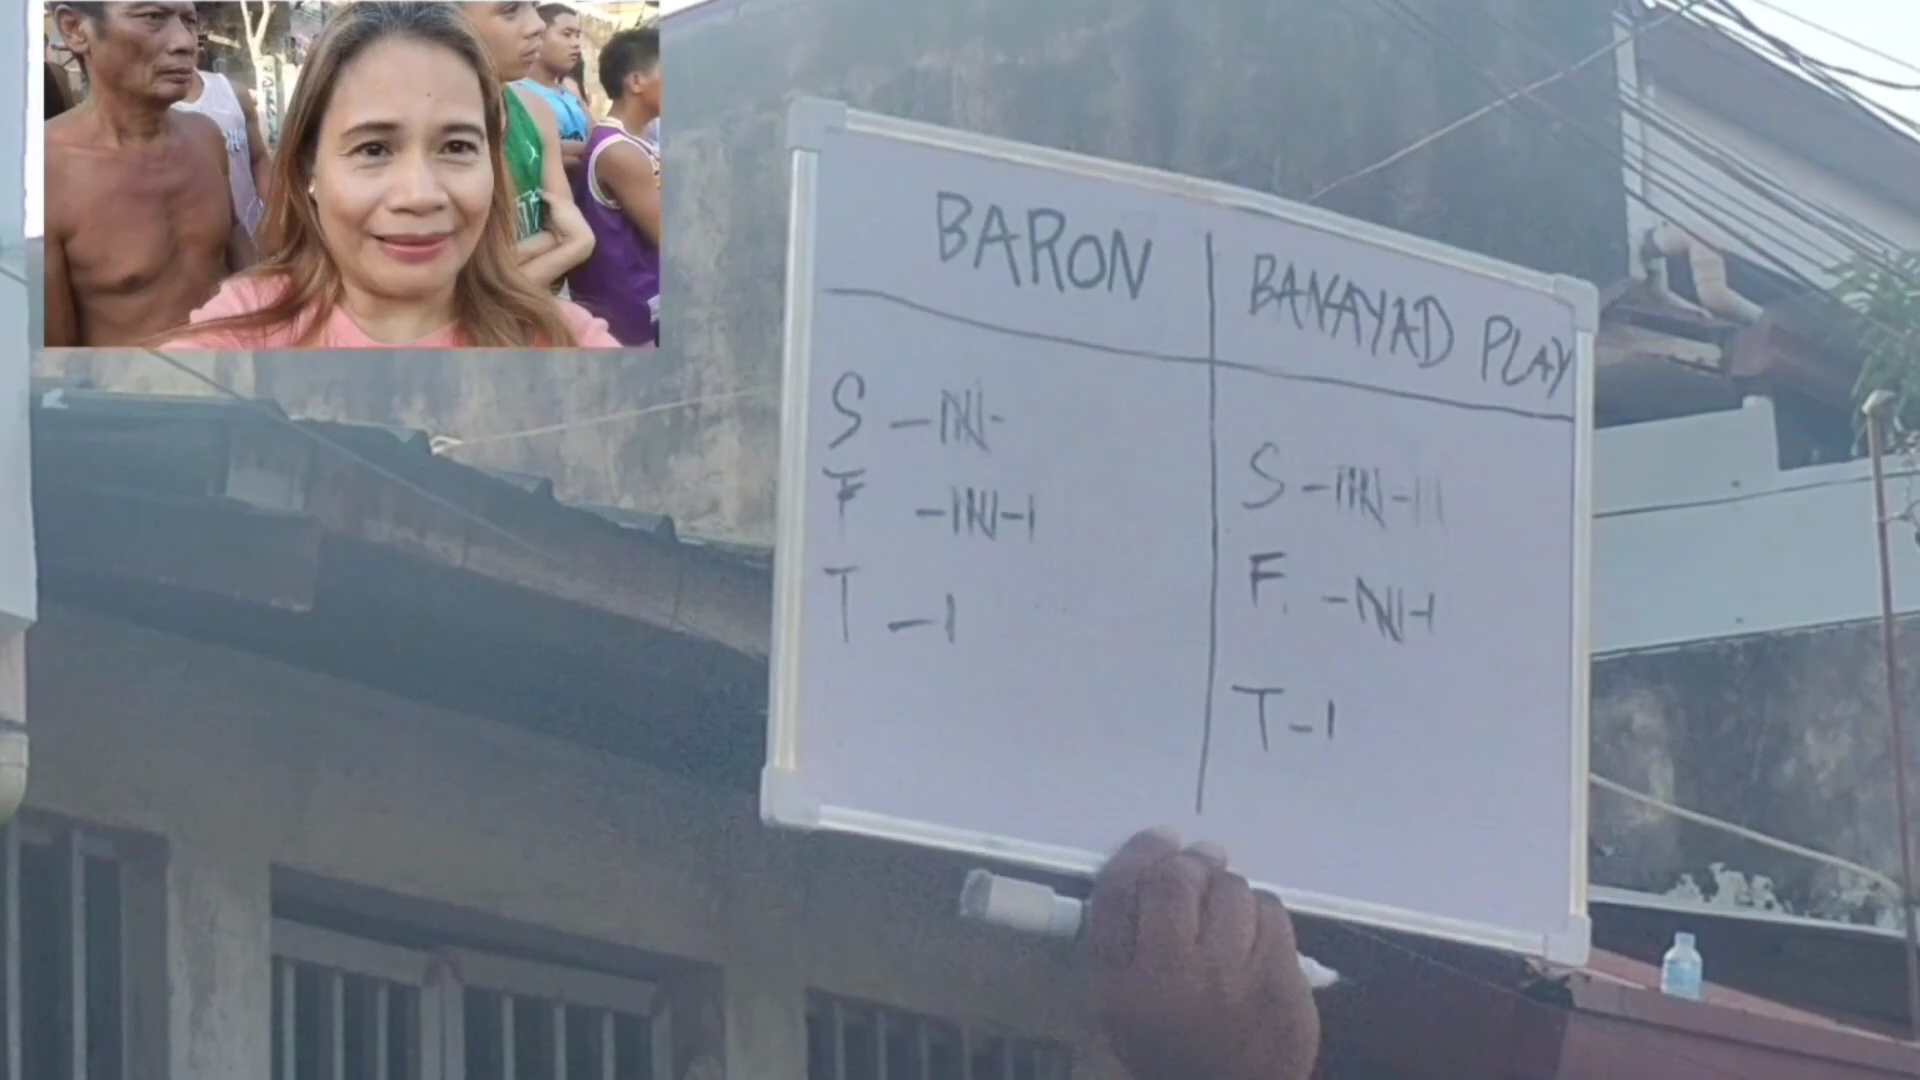 BARON
BANAYAD PLAY
S -
F -
T - I
S -
F. -
T - I